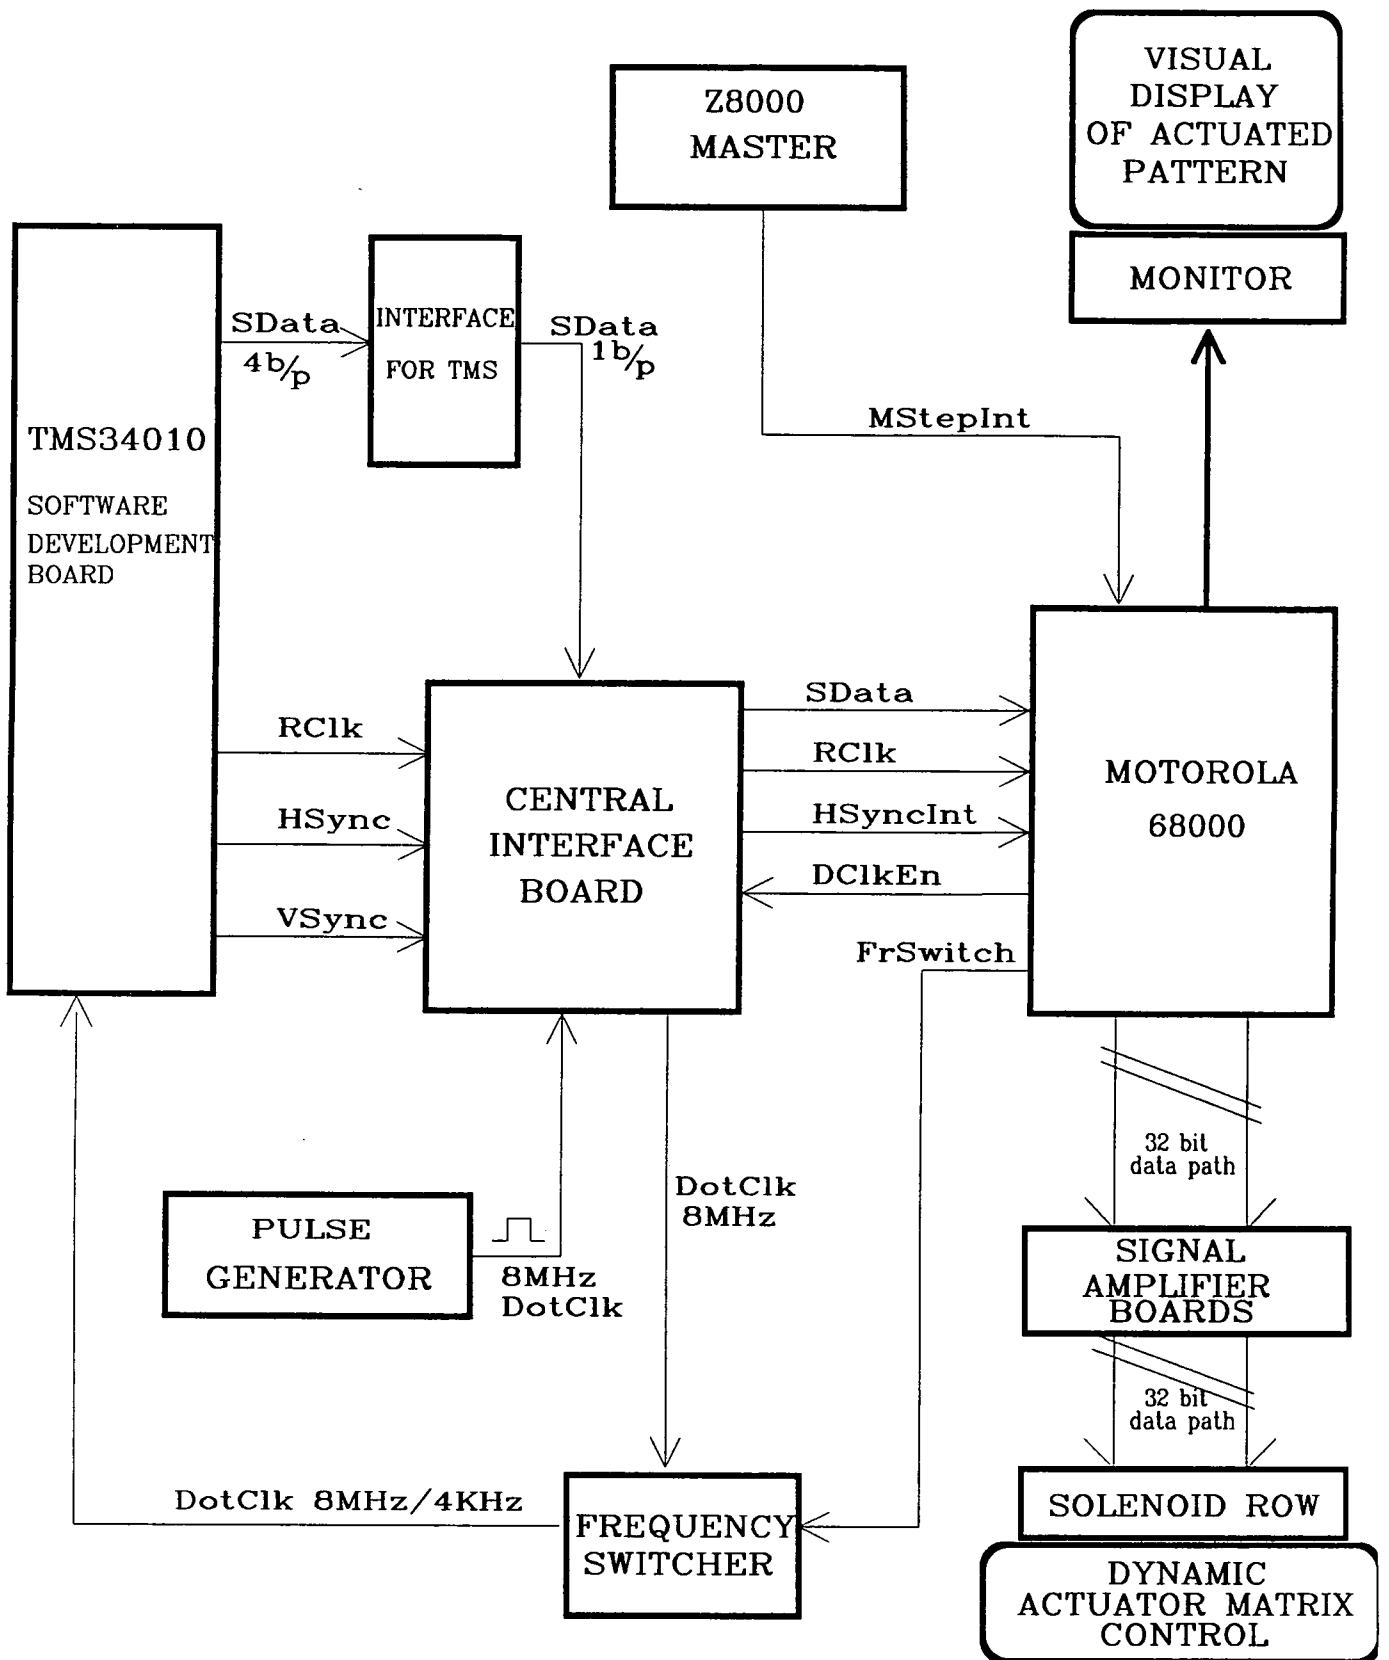 VISUAL
DISPLAY
OF ACTUATED
PATTERN
Z8000
MASTER
MONITOR
SData
4b/p
INTERFACE
FOR TMS
SData
1b/p
MStepInt
TMS34010
SOFTWARE
DEVELOPMENT
BOARD
RClk
HSync
VSync
CENTRAL
INTERFACE
BOARD
SData
RClk
HSyncInt
DClkEn
FrSwitch
MOTOROLA
68000
32 bit
data path
PULSE
GENERATOR
8MHz
DotClk
DotClk
8MHz
SIGNAL
AMPLIFIER
BOARDS
32 bit
data path
DotClk 8MHz/4KHz
FREQUENCY
SWITCHER
SOLENOID ROW
DYNAMIC
ACTUATOR MATRIX
CONTROL